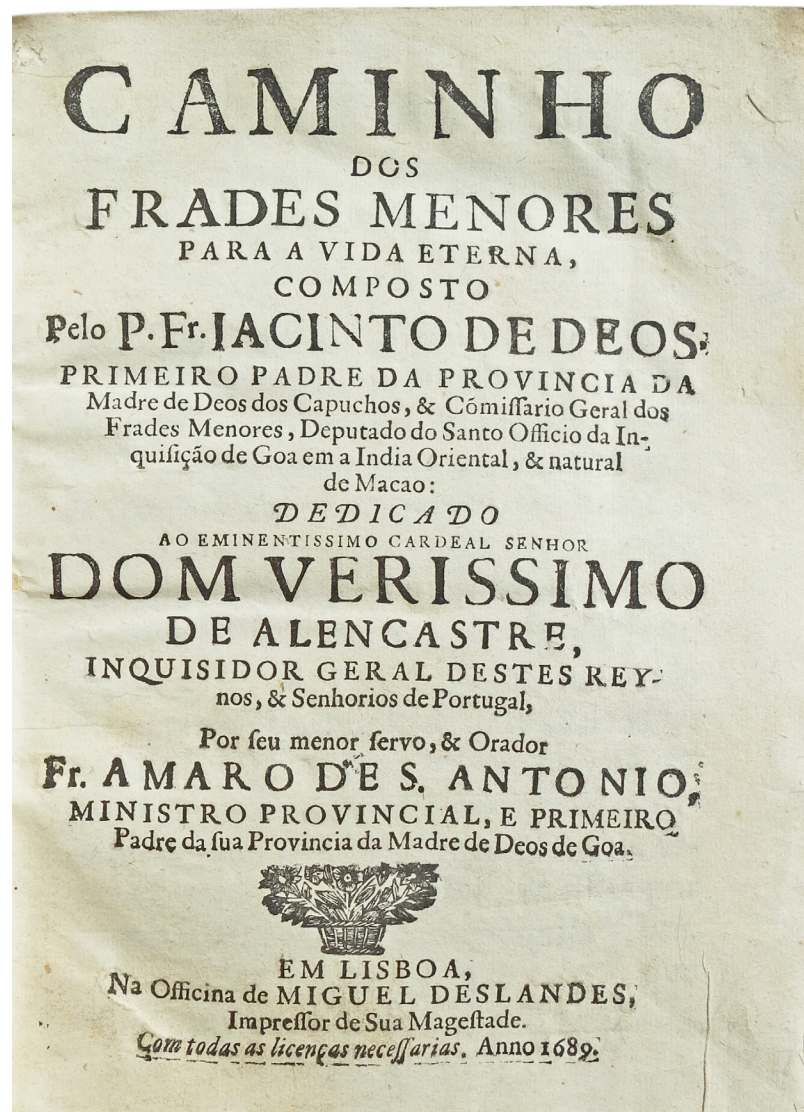 CAMINHO
DOS
FRADES MENORES
PARA A VIDA ETERNA,
COMPOSTO
Pelo P. Fr. IACINTO DE DEOS.
PRIMEIRO PADRE DA PROVINCIA DA
Madre de Deos dos Capuchos, & Cómiſſario Geral dos
Frades Menores, Deputado do Santo Officio da In-
quiſição de Goa em a India Oriental, & natural
de Macao:
DEDICADO
AO EMINENTISSIMO CARDEAL SENHOR
DOM VERISSIMO
DE ALENCASTRE,
INQUISIDOR GERAL DESTES REY-
nos, & Senhorios de Portugal,
Por ſeu menor ſervo, & Orador
Fr. AMARO DE S. ANTONIO,
MINISTRO PROVINCIAL, E PRIMEIRO
Padre da ſua Provincia da Madre de Deos de Goa.
EM LISBOA,
Na Officina de MIGUEL DESLANDES,
Impreſſor de Sua Mageſtade.
Com todas as licenças neceſſarias. Anno 1689.